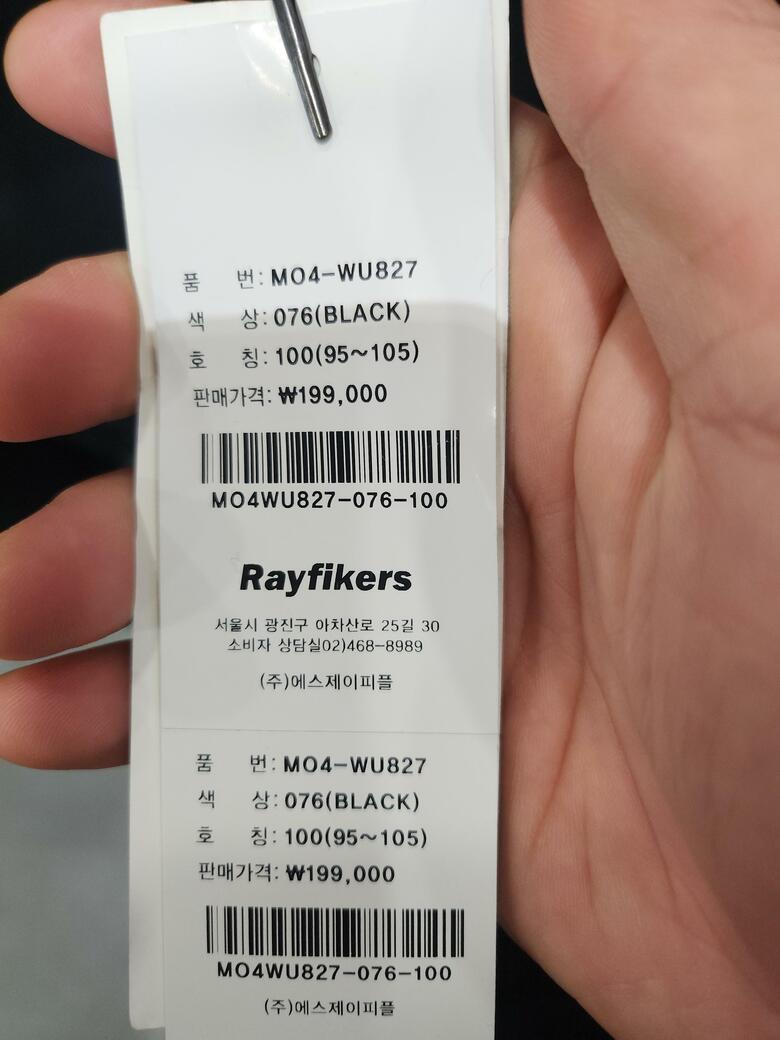 품 번: MO4-WU827
색 상: 076(BLACK)
호 칭: 100(95~105)
판매가격: ₩199,000
MO4WU827-076-100
Rayfikers
서울시 광진구 아차산로 25길 30
소비자 상담실02)468-8989
(주)에스제이피플
품 번: MO4-WU827
색 상: 076(BLACK)
호 칭: 100(95~105)
판매가격: ₩199,000
MO4WU827-076-100
(주)에스제이피플